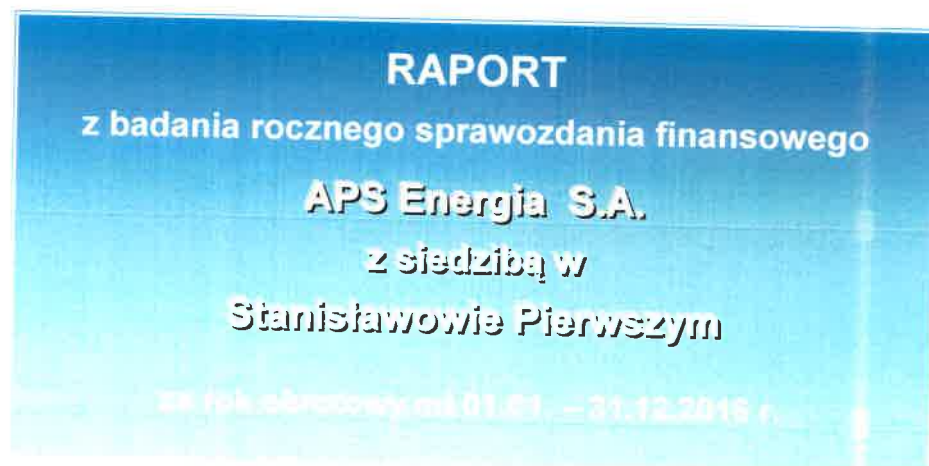 RAPORT
z badania rocznego sprawozdania finansowego
APS Energia S.A.
z siedzibą w
Stanisławowie Pierwszym
za rok obrotowy od 01.01. – 31.12.2016 r.